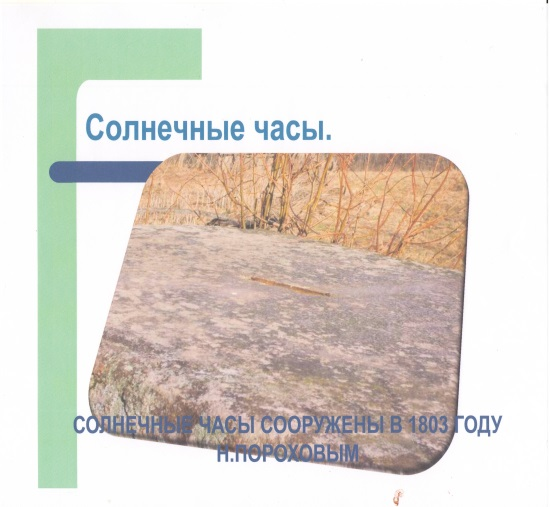 Солнечные часы.
СОЛНЕЧНЫЕ ЧАСЫ СООРУЖЕНЫ В 1803 ГОДУ
Н.ПОРОХОВЫМ